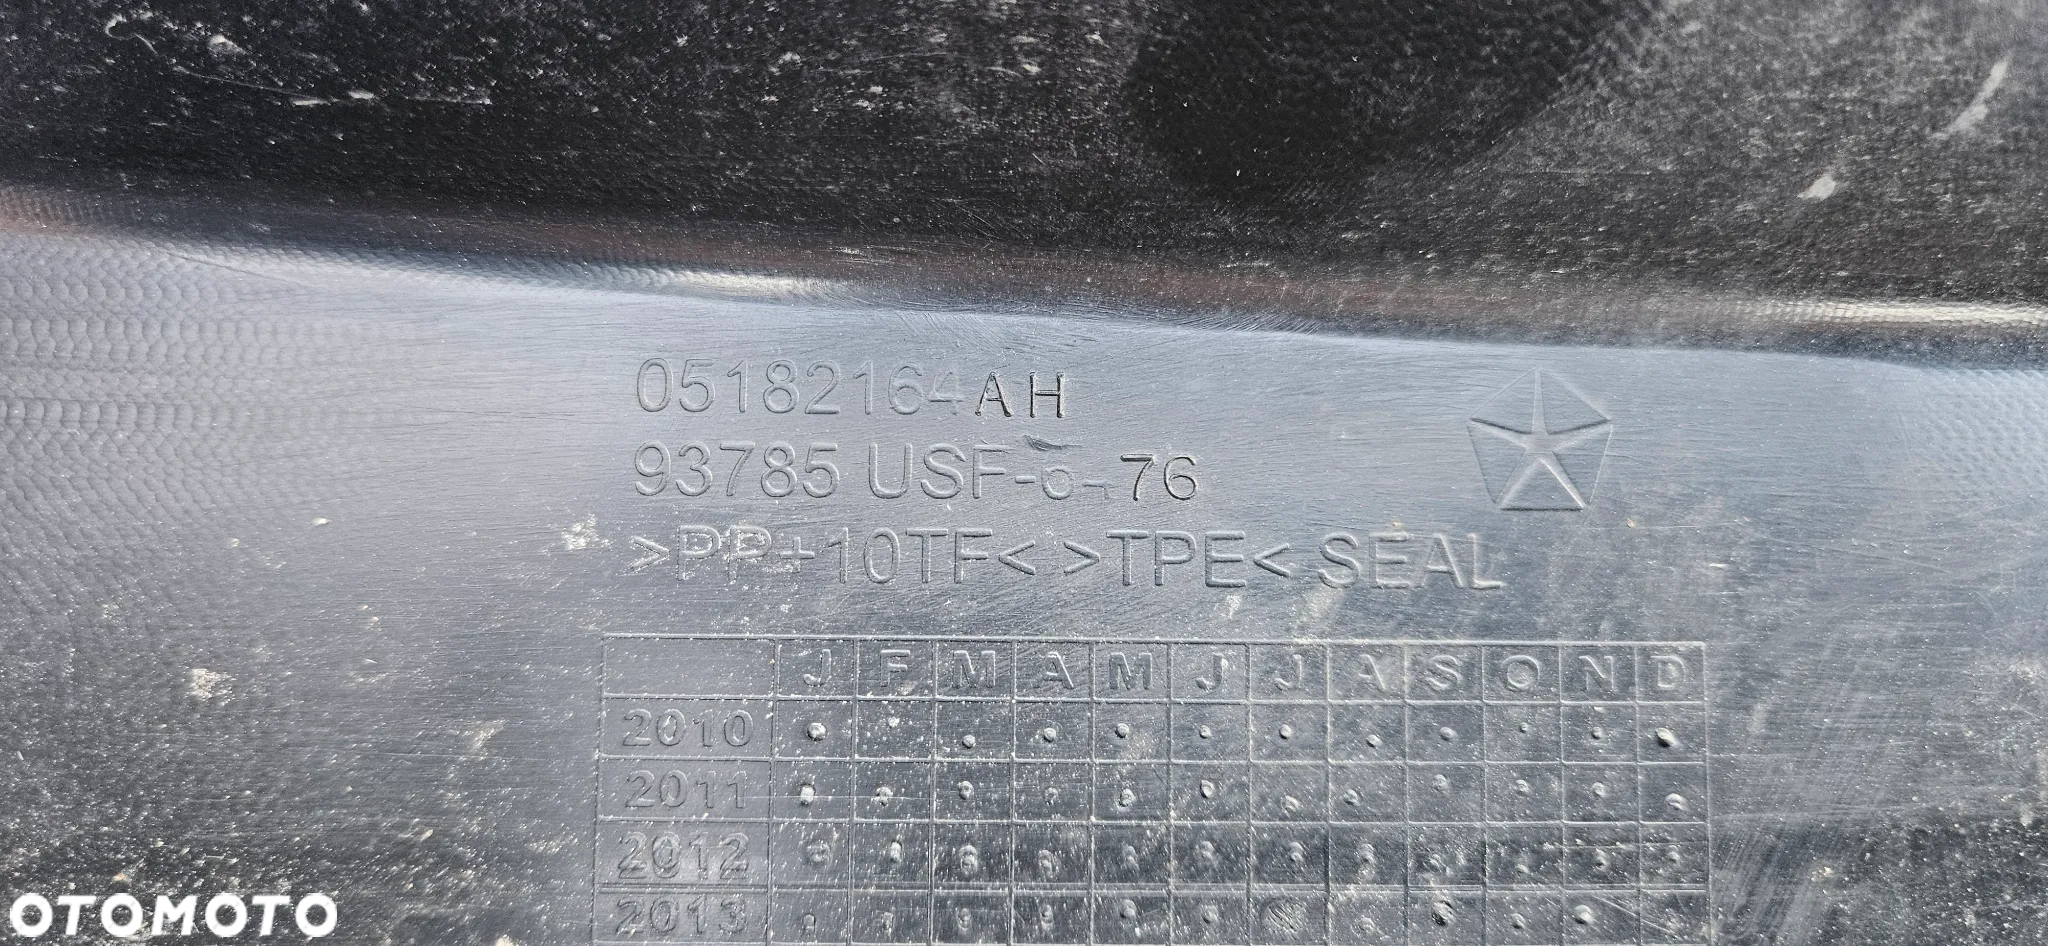 05182164AH
93785 USF-6-76
>PP+10TF< >TPE< SEAL
J F M A M J J A S O N D
2010
2011
2012
2013
OTOMOTO